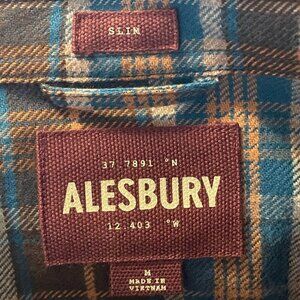 SLIM
37 7891 °N
ALESBURY
12.403 °W
M
MADE IN
VIETNAM